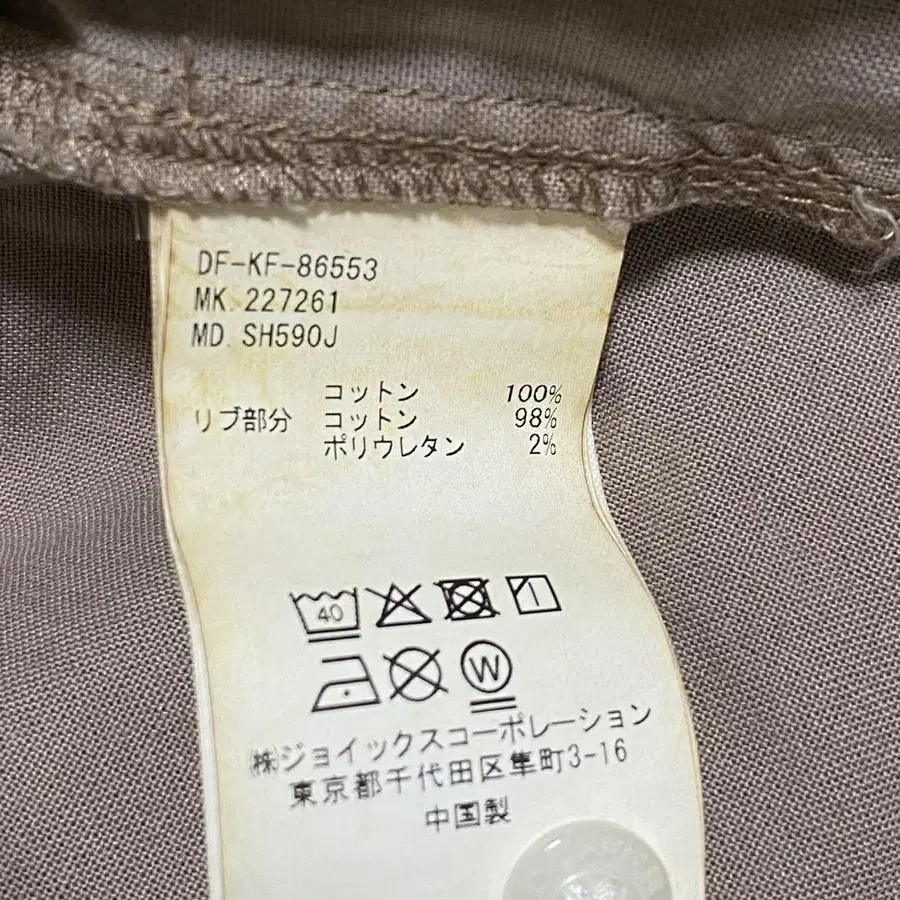 DF-KF-86553
MK. 227261
MD. SH590J
コットン 100%
リブ部分 コットン 98%
ポリウレタン 2%
40
W
㈱ジョイックスコーポレーション
東京都千代田区隼町3-16
中国製